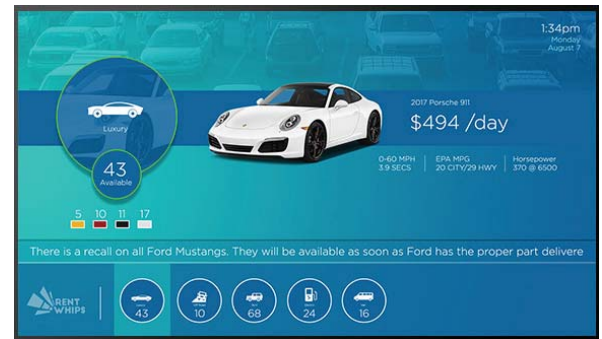 1:34pm
Monday
August 7
Luxury
43
Available
2017 Porsche 911
$494 /day
0-60 MPH
3.9 SECS
EPA MPG
20 CITY/29 HWY
Horsepower
370 @ 6500
5 10 11 17
There is a recall on all Ford Mustangs. They will be available as soon as Ford has the proper part delivere
RENT
WHIPS
43
10
68
24
16